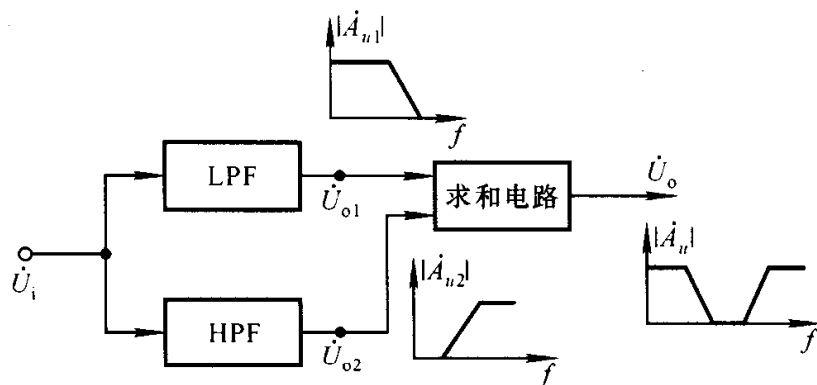 |Ȧu1|
f
LPF
U̇o1
求和电路
U̇o
U̇i
|Ȧu2|
f
|Ȧu|
f
HPF
U̇o2